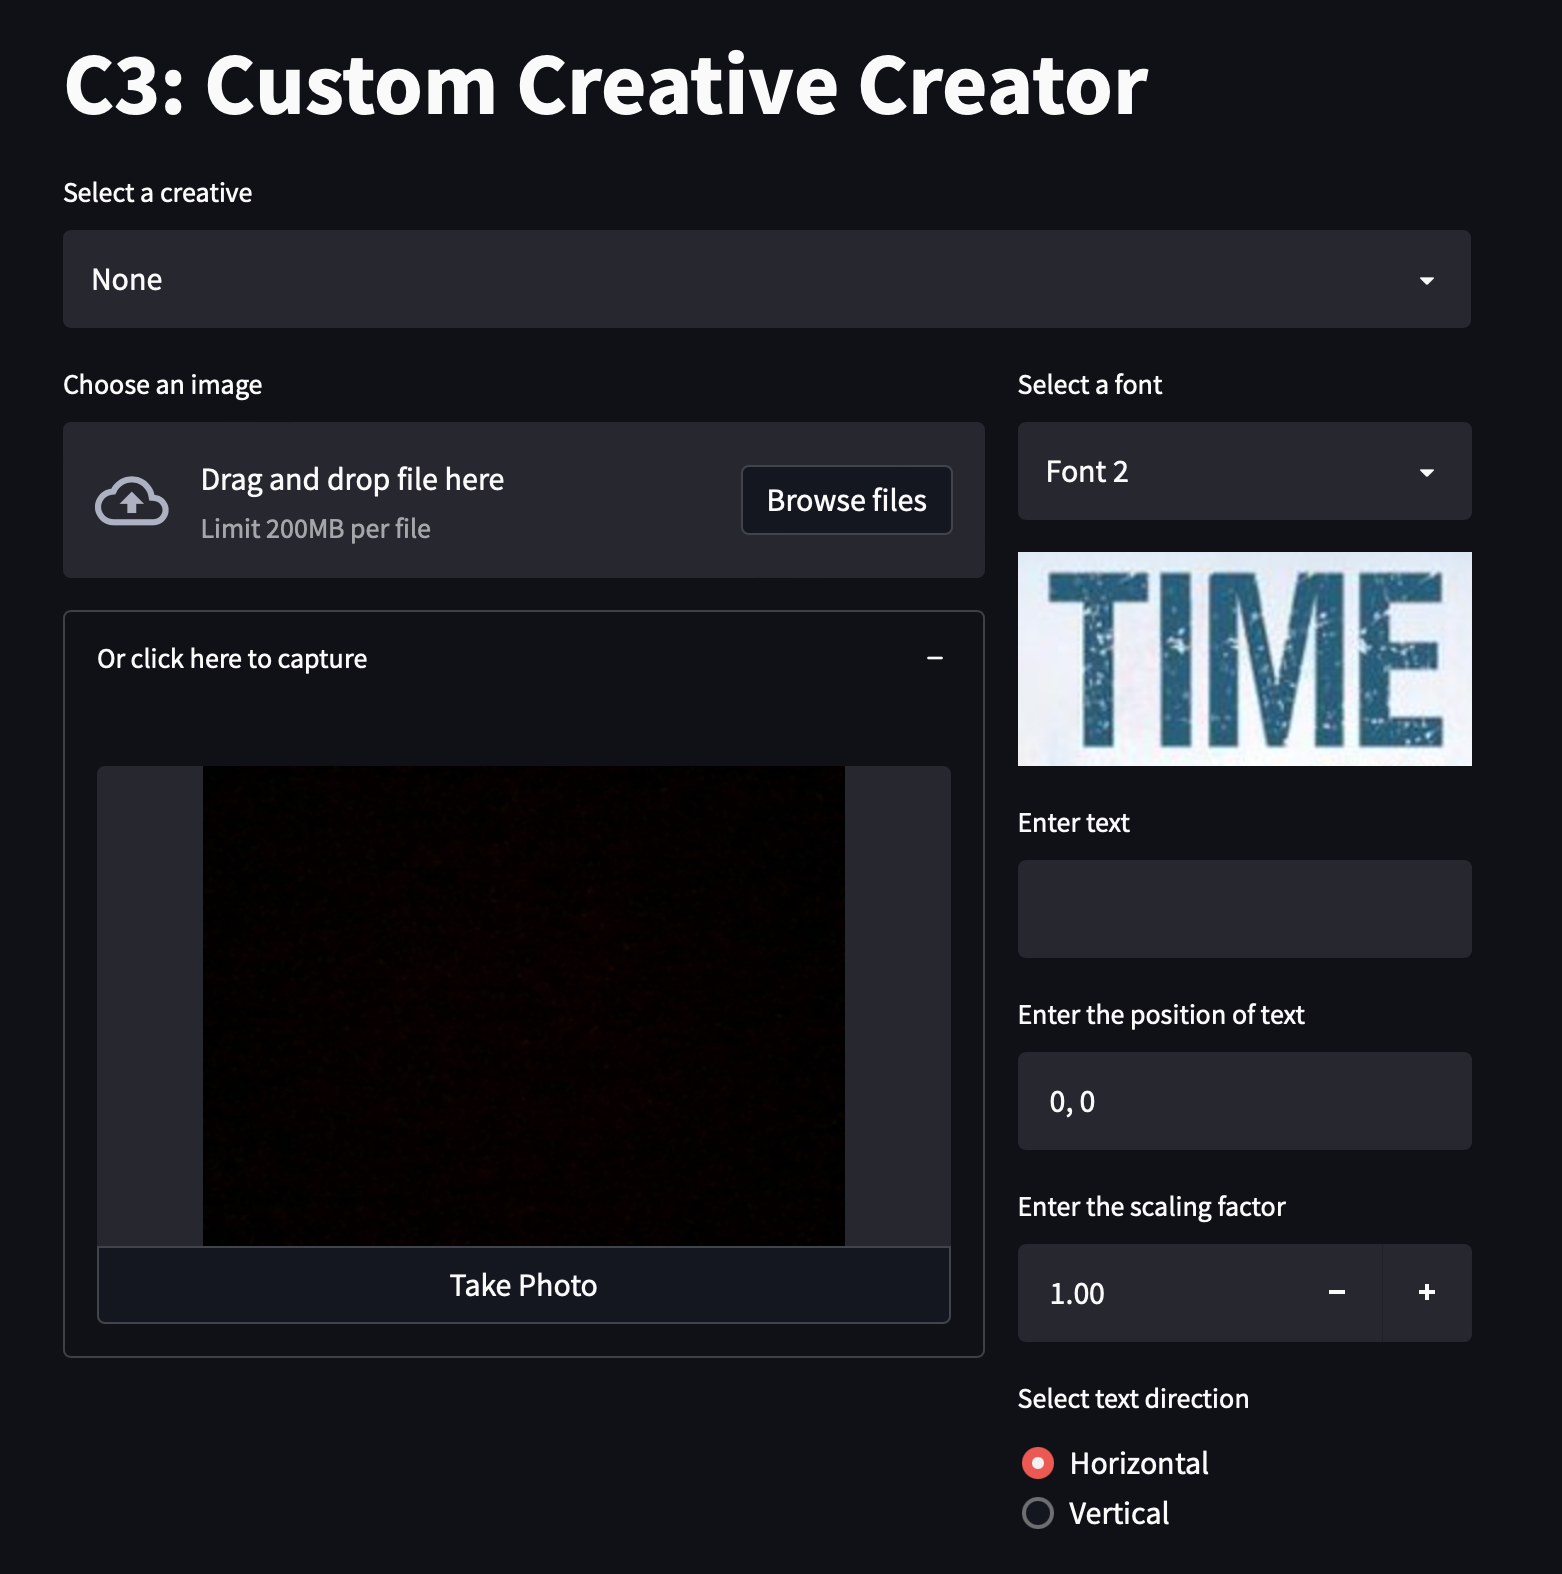 C3: Custom Creative Creator
Select a creative
None
Choose an image
Drag and drop file here
Limit 200MB per file
Browse files
Or click here to capture
Take Photo
Select a font
Font 2
TIME
Enter text
Enter the position of text
0, 0
Enter the scaling factor
1.00
Select text direction
Horizontal
Vertical